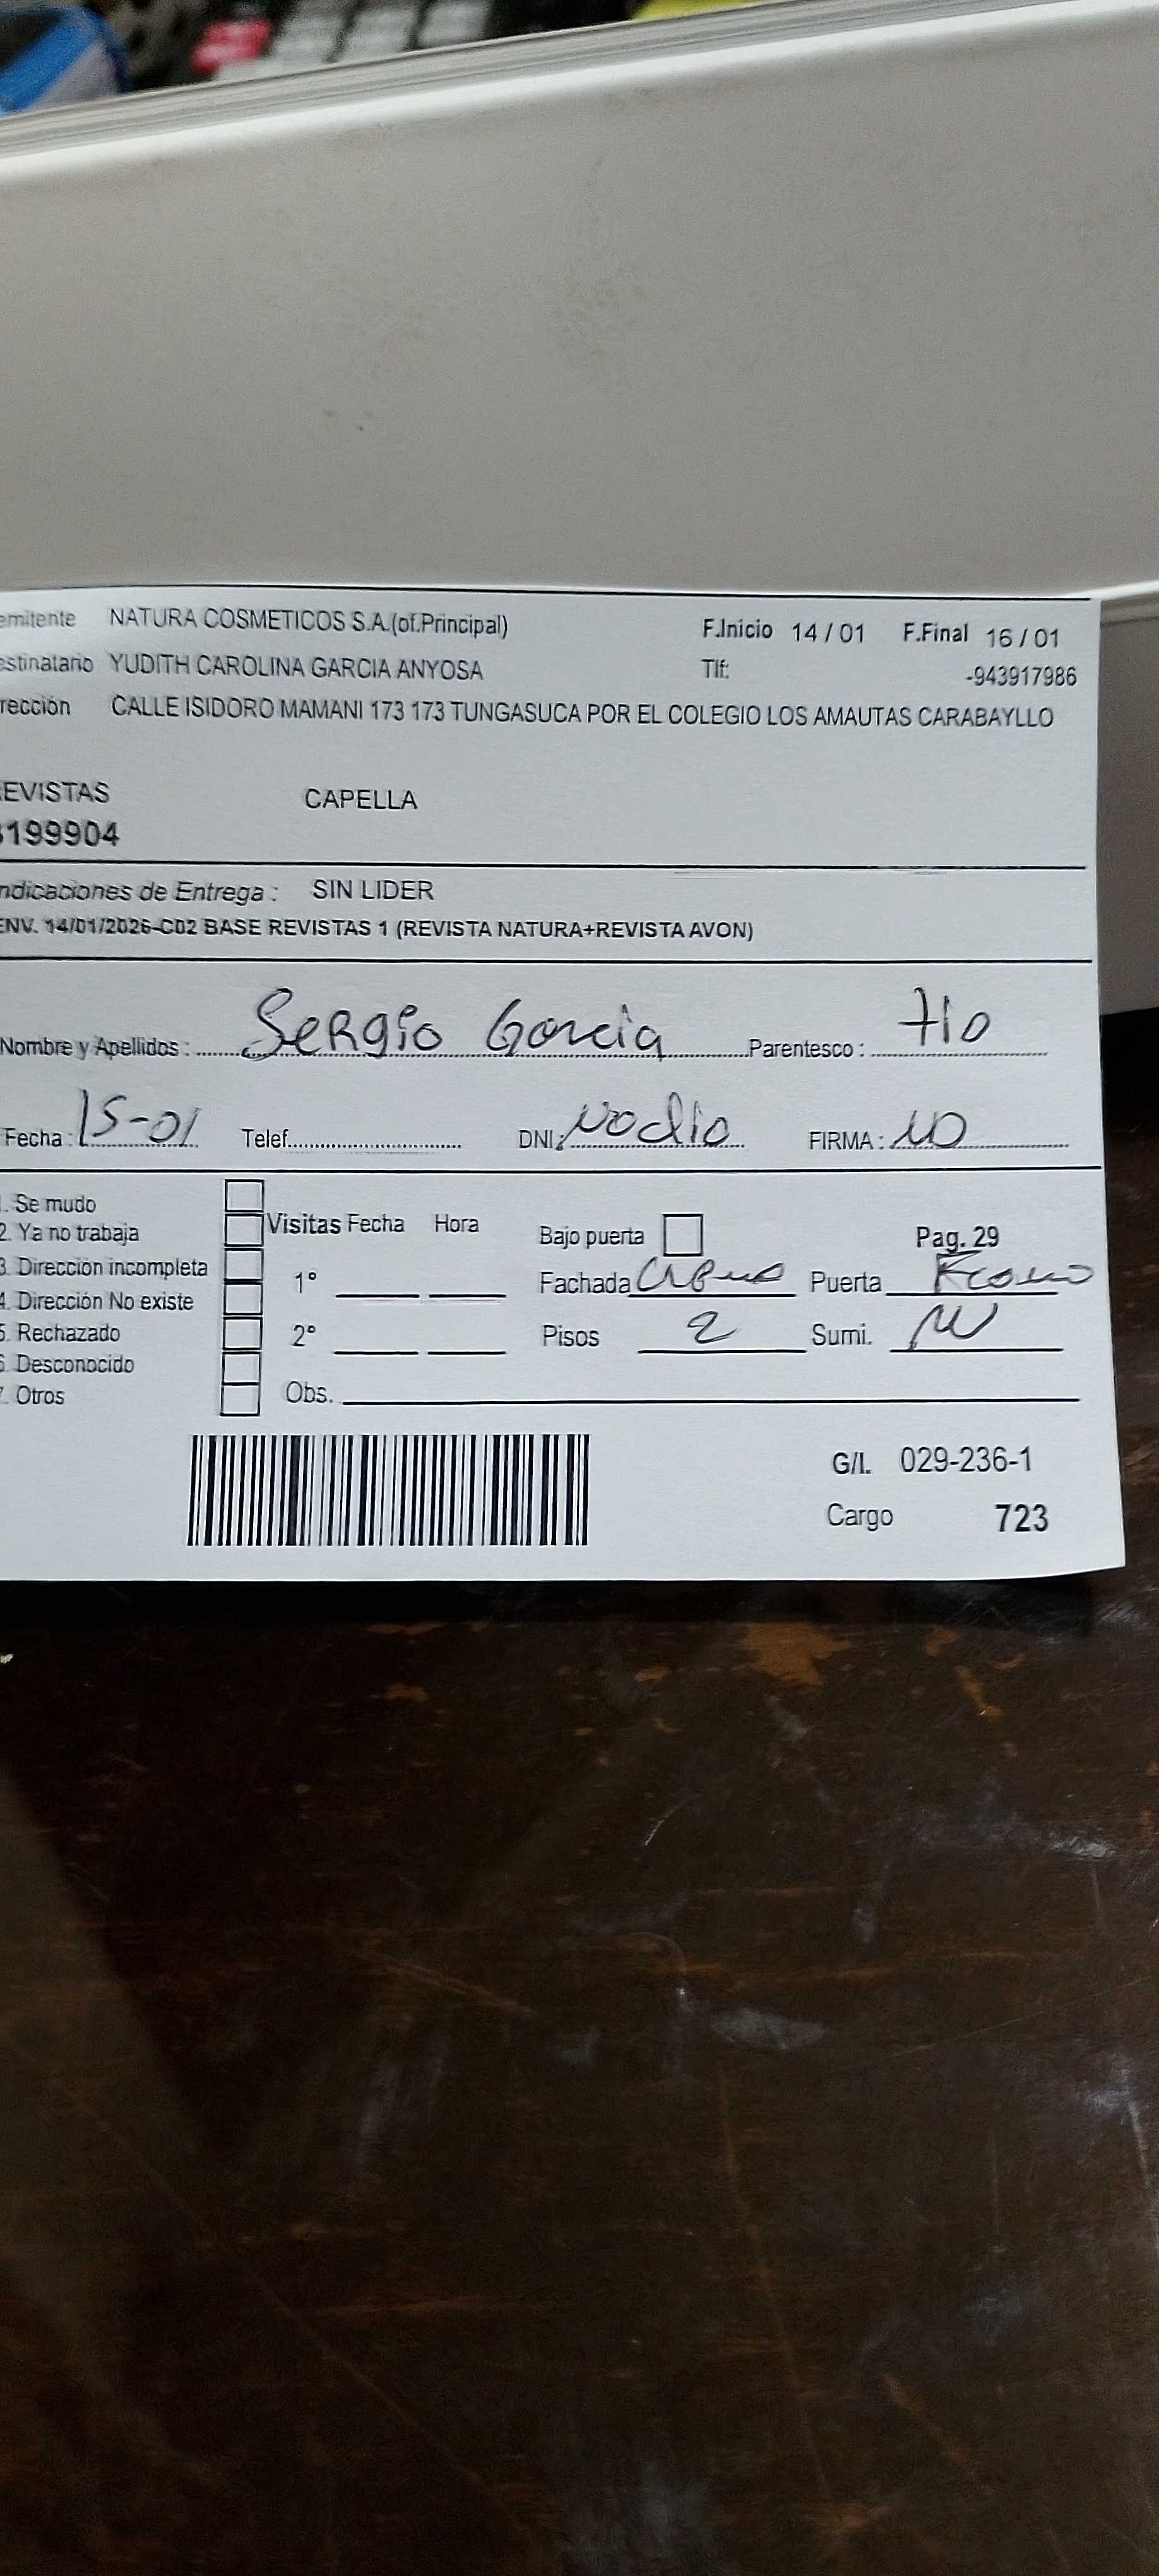 emitente NATURA COSMETICOS S.A.(of.Principal) F.Inicio 14 / 01 F.Final 16 / 01
estinatario YUDITH CAROLINA GARCIA ANYOSA Tlf: -943917986
rección CALLE ISIDORO MAMANI 173 173 TUNGASUCA POR EL COLEGIO LOS AMAUTAS CARABAYLLO
EVISTAS CAPELLA
199904
ndicaciones de Entrega : SIN LIDER
ENV. 14/01/2026-C02 BASE REVISTAS 1 (REVISTA NATURA+REVISTA AVON)
Nombre y Apellidos : Sergio Garcia Parentesco : tio
Fecha : 15-01 Telef. DNI: No dio FIRMA : NO
1. Se mudo
2. Ya no trabaja Visitas Fecha Hora Bajo puerta Pag. 29
3. Dirección incompleta 1° Fachada Puerta
4. Dirección No existe
5. Rechazado 2° Pisos 2 Sumi.
6. Desconocido
7. Otros Obs.
G/I. 029-236-1
Cargo 723